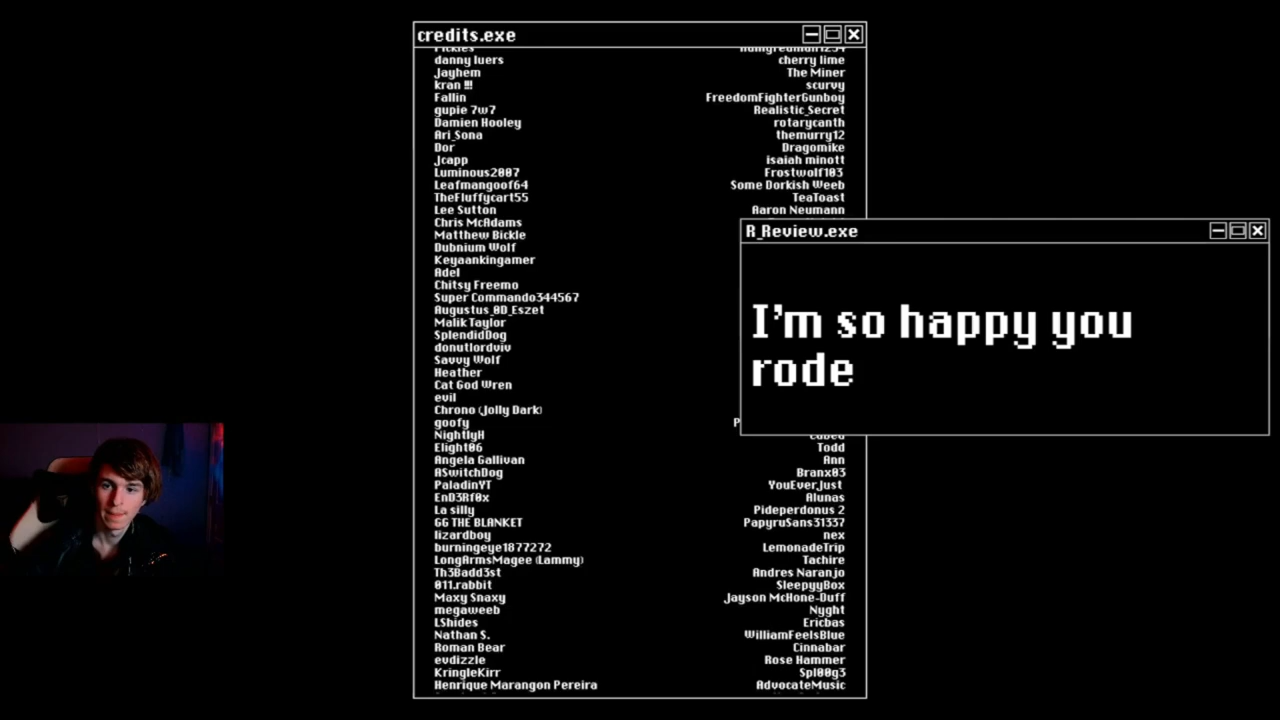 credits.exe
danny luers
cherry lime
Jayhem
The Miner
kran !!!
scurvy
Fallin
FreedomFighterGunboy
gupie 7w7
Realistic_Secret
Damien Hooley
rotarycanth
Ari_Sona
themurry12
Dor
Dragomike
Jcapp
isaiah minott
Luminous2007
Frostwolf103
Leafmangoof64
Some Dorkish Weeb
TheFluffycart55
TeaToast
Lee Sutton
Aaron Neumann
Chris McAdams
Matthew Bickle
Dubnium Wolf
Keyaankingamer
Adel
Chitsy Freemo
Super Commando344567
Augustus_0D_Eszet
Malik Taylor
SplendidDog
donutlordviv
Savvy Wolf
Heather
Cat God Wren
evil
Chrono (Jolly Dark)
goofy
NightlyH
Elight06
Todd
Angela Gallivan
Ann
ASwitchDog
Branx03
PaladinYT
YouEverJust
EnD3Rf0x
Alunas
La silly
Pideperdonus 2
GG THE BLANKET
PapyruSans31337
lizardboy
nex
burningeye1877272
LemonadeTrip
LongArmsMagee (Lammy)
Tachire
Th3Badd3st
Andres Naranjo
011.rabbit
SleepyyBox
Maxy Snaxy
Jayson McHone-Duff
megaweeb
Nyght
LShides
Ericbas
Nathan S.
WilliamFeelsBlue
Roman Bear
Cinnabar
evdizzle
Rose Hammer
KringleKirr
Spl00g3
Henrique Marangon Pereira
AdvocateMusic
R_Review.exe
I'm so happy you
rode